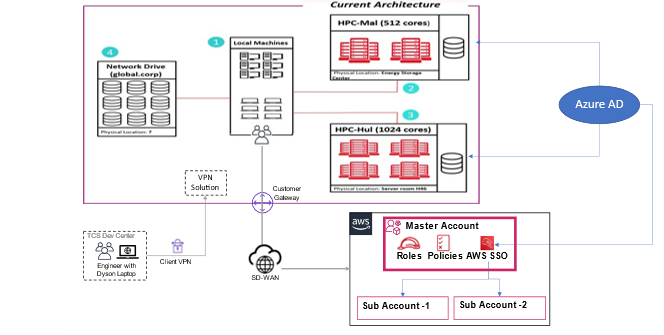 Current Architecture
HPC-Mal (512 cores)
Physical Location: Energy Storage
Center
1
Local Machines
4
Network Drive
(global.corp)
Physical Location: ?
2
3
HPC-Hul (1024 cores)
Physical Location: Server room H96
Azure AD
VPN
Solution
Customer
Gateway
TCS Dev Center
Engineer with
Dyson Laptop
Client VPN
SD-WAN
aws
Master Account
Roles Policies AWS SSO
Sub Account -1
Sub Account -2